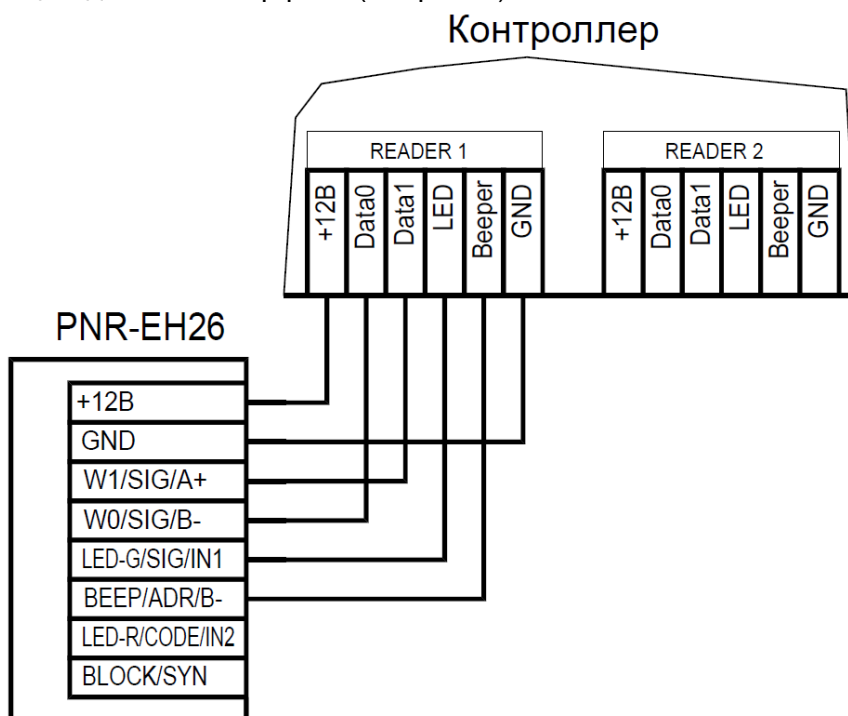 Контроллер
READER 1
READER 2
+12В
Data0
Data1
LED
Beeper
GND
+12В
Data0
Data1
LED
Beeper
GND
PNR-EH26
+12В
GND
W1/SIG/A+
W0/SIG/B-
LED-G/SIG/IN1
BEEP/ADR/B-
LED-R/CODE/IN2
BLOCK/SYN